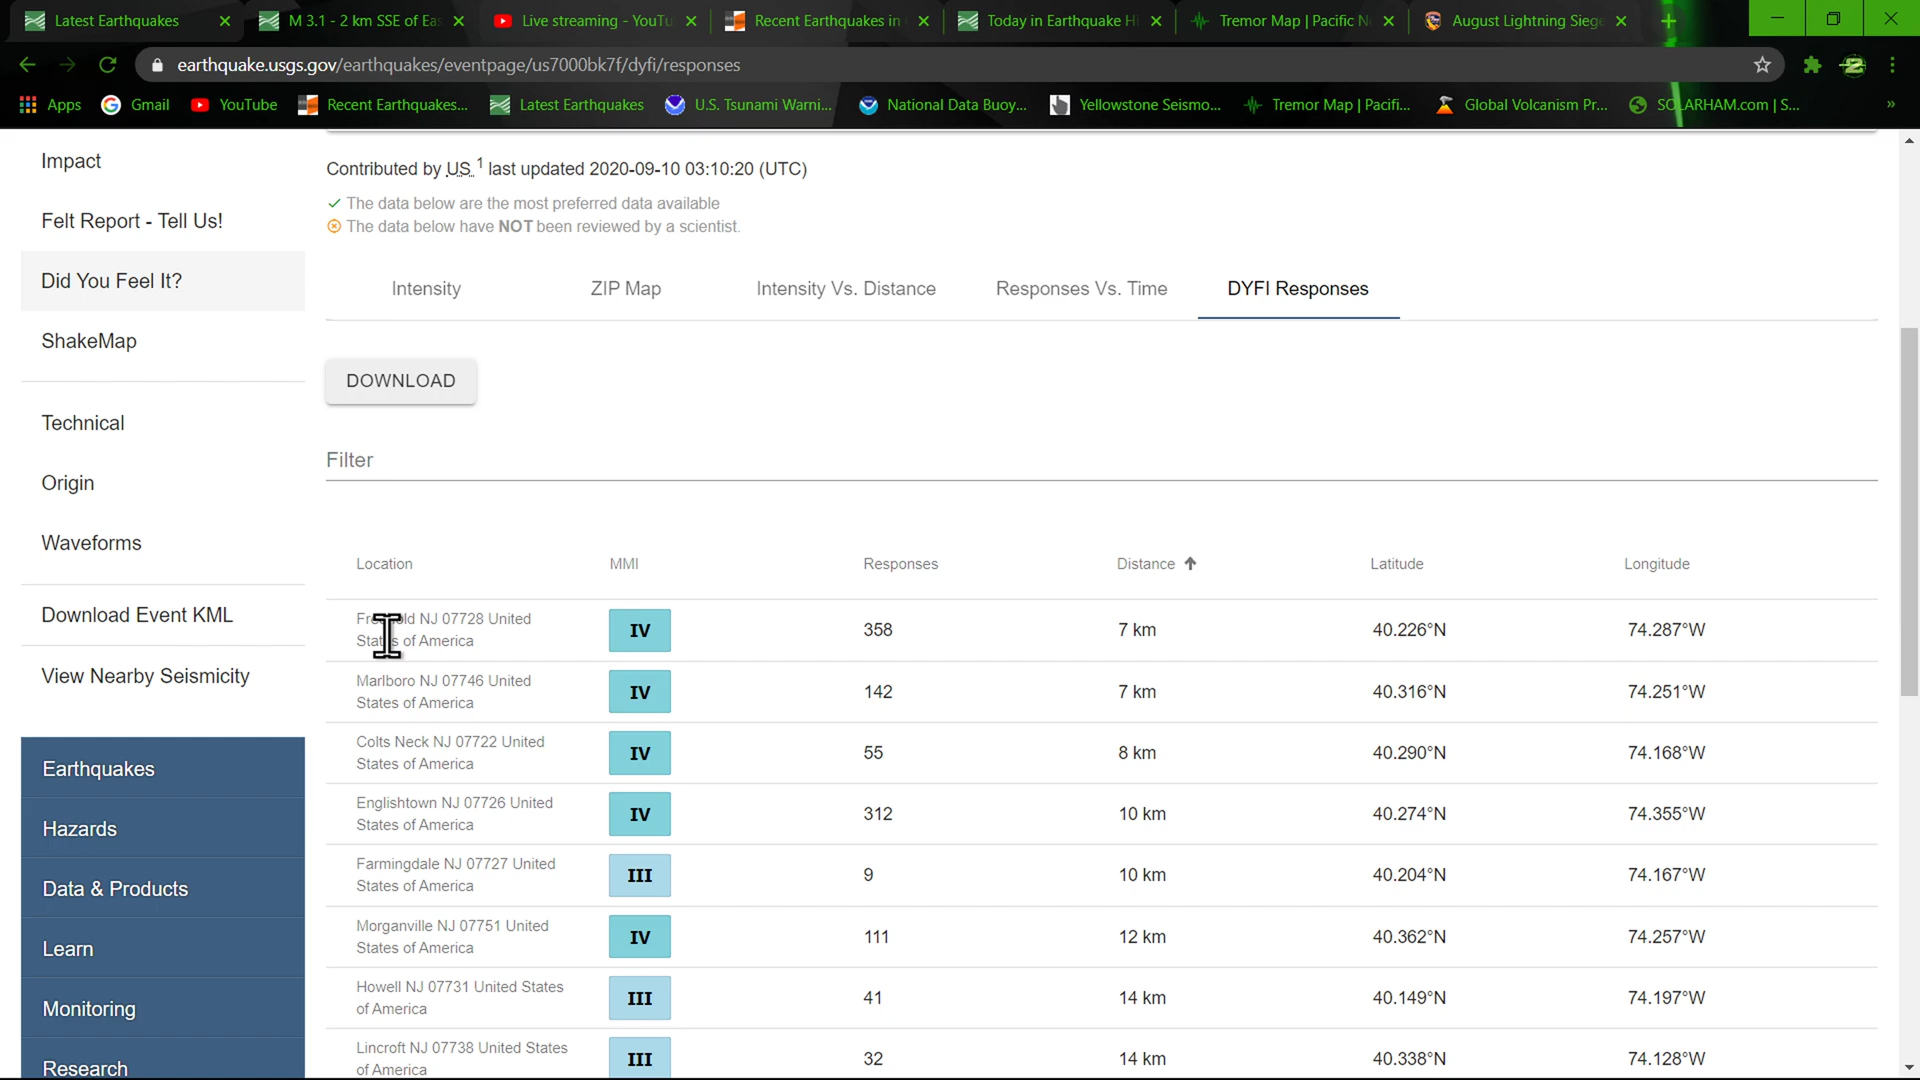 Latest Earthquakes
M 3.1 - 2 km SSE of Eas
Live streaming - YouTu
Recent Earthquakes in
Today in Earthquake Hi
Tremor Map | Pacific N
August Lightning Siege
earthquake.usgs.gov/earthquakes/eventpage/us7000bk7f/dyfi/responses
Apps
Gmail
YouTube
Recent Earthquakes...
Latest Earthquakes
U.S. Tsunami Warni...
National Data Buoy...
Yellowstone Seismo...
Tremor Map | Pacifi...
Global Volcanism Pr...
SOLARHAM.com | S...
»
Impact
Felt Report - Tell Us!
Did You Feel It?
ShakeMap
Technical
Origin
Waveforms
Download Event KML
View Nearby Seismicity
Earthquakes
Hazards
Data & Products
Learn
Monitoring
Research
Contributed by US 1 last updated 2020-09-10 03:10:20 (UTC)
The data below are the most preferred data available
The data below have NOT been reviewed by a scientist.
Intensity ZIP Map Intensity Vs. Distance Responses Vs. Time DYFI Responses
DOWNLOAD
Filter
Location MMI Responses Distance Latitude Longitude
NJ 07728 United
States of America
IV 358 7 km 40.226°N 74.287°W
Marlboro NJ 07746 United
States of America
IV 142 7 km 40.316°N 74.251°W
Colts Neck NJ 07722 United
States of America
IV 55 8 km 40.290°N 74.168°W
Englishtown NJ 07726 United
States of America
IV 312 10 km 40.274°N 74.355°W
Farmingdale NJ 07727 United
States of America
III 9 10 km 40.204°N 74.167°W
Morganville NJ 07751 United
States of America
IV 111 12 km 40.362°N 74.257°W
Howell NJ 07731 United States
of America
III 41 14 km 40.149°N 74.197°W
Lincroft NJ 07738 United States
of America
III 32 14 km 40.338°N 74.128°W